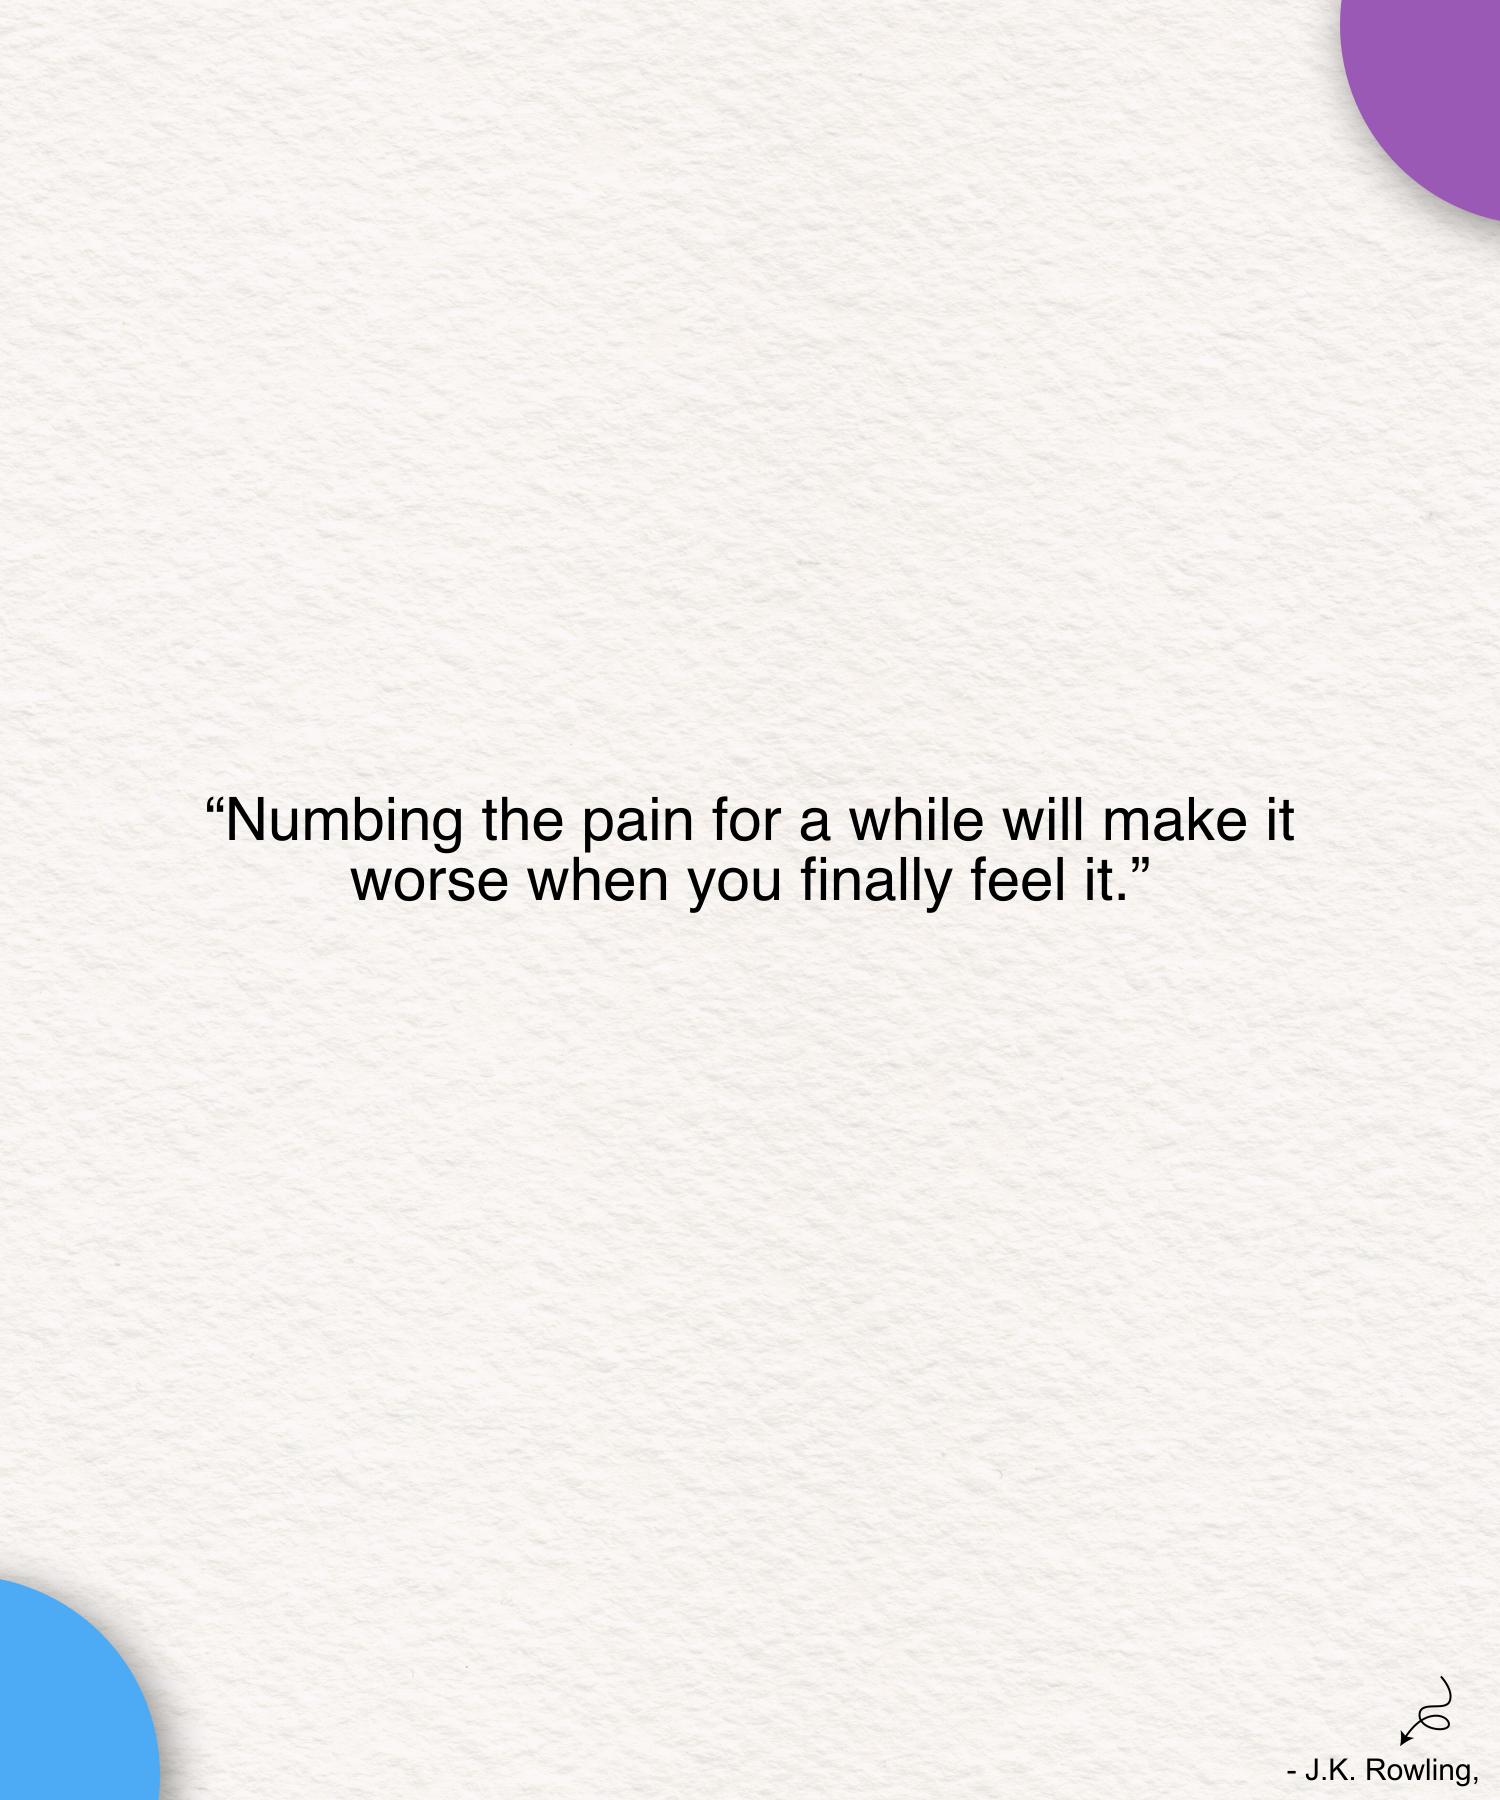 “Numbing the pain for a while will make it
worse when you finally feel it.”
- J.K. Rowling,